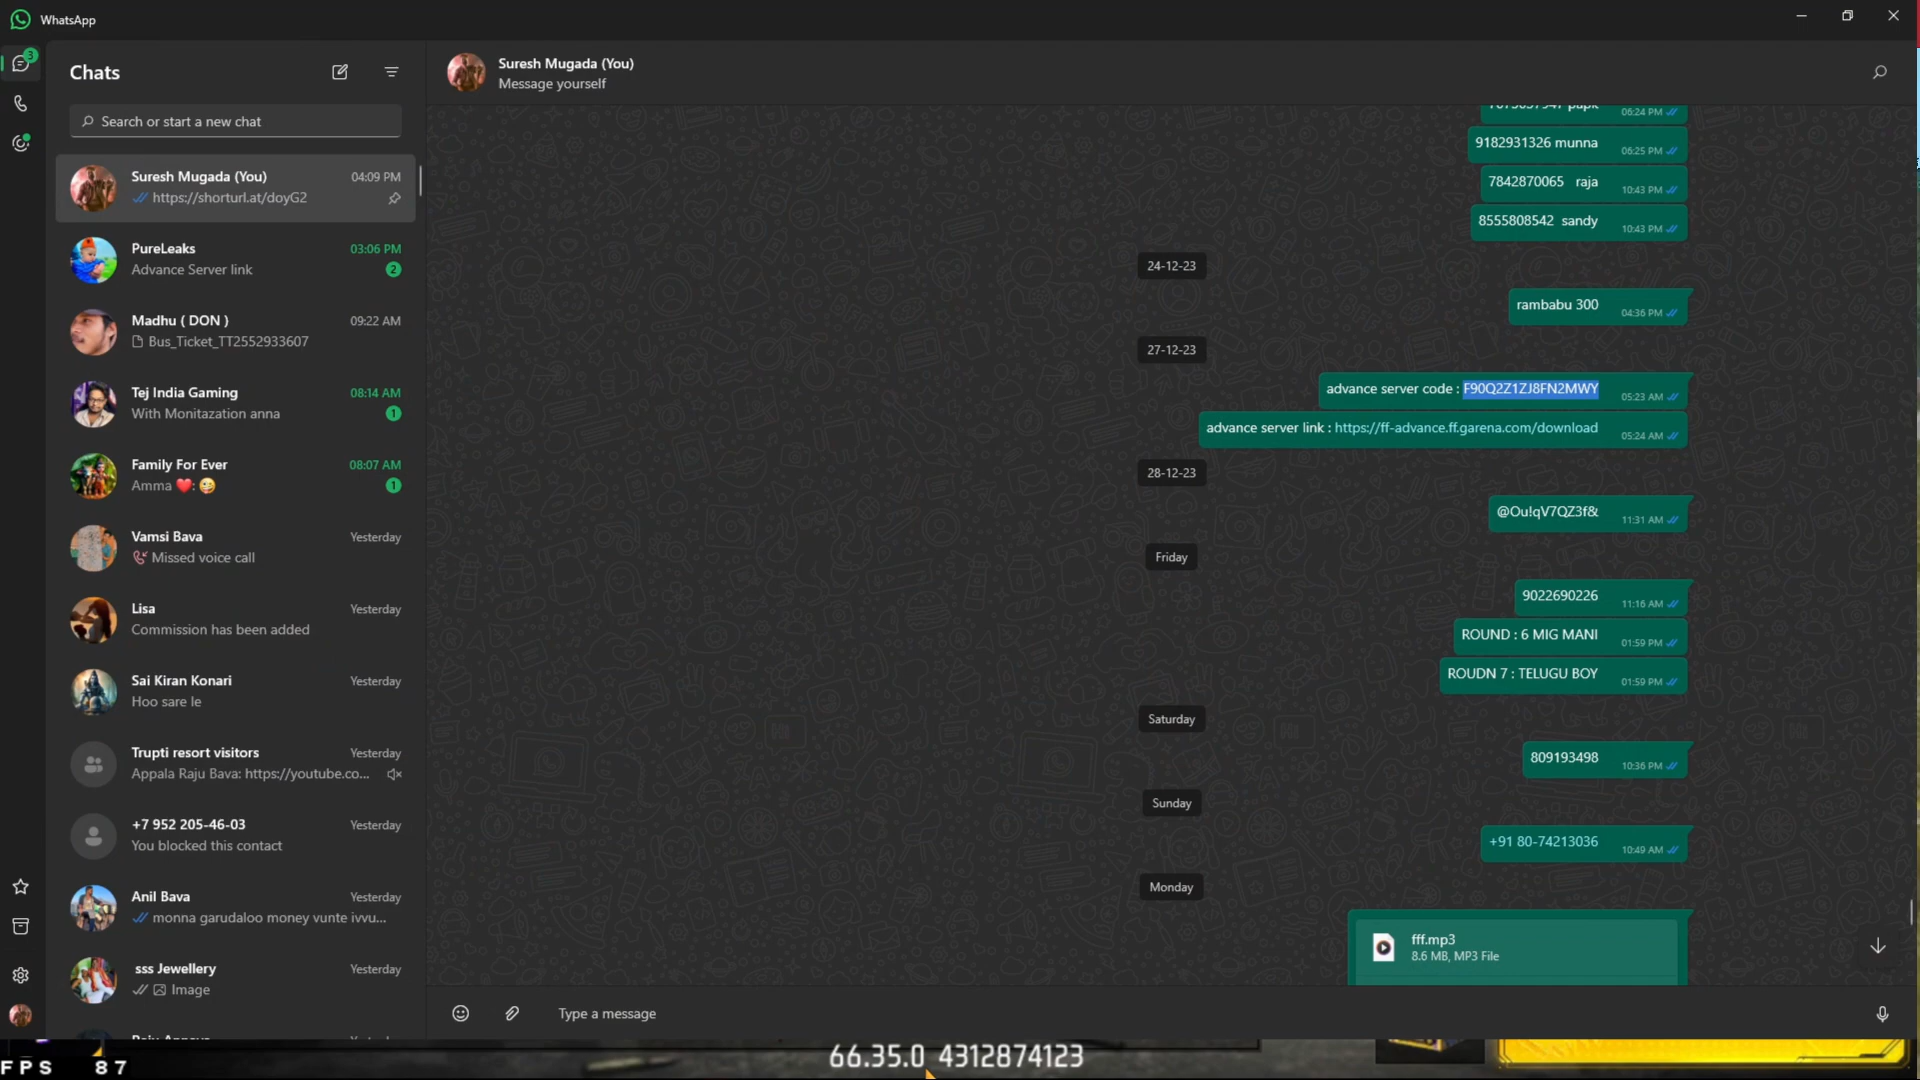 WhatsApp
3
Chats
Search or start a new chat
Suresh Mugada (You)
04:09 PM
https://shorturl.at/doyG2
PureLeaks
03:06 PM
Advance Server link
2
Madhu ( DON )
09:22 AM
Bus_Ticket_TT2552933607
Tej India Gaming
08:14 AM
With Monitazation anna
1
Family For Ever
08:07 AM
Amma ❤️: 🤪
1
Vamsi Bava
Yesterday
Missed voice call
Lisa
Yesterday
Commission has been added
Sai Kiran Konari
Yesterday
Hoo sare le
Trupti resort visitors
Yesterday
Appala Raju Bava: https://youtube.co...
+7 952 205-46-03
Yesterday
You blocked this contact
Anil Bava
Yesterday
monna garudaloo money vunte ivvu...
sss Jewellery
Yesterday
Image
Suresh Mugada (You)
Message yourself
06:24 PM
9182931326 munna
06:25 PM
7842870065 raja
10:43 PM
8555808542 sandy
10:43 PM
24-12-23
rambabu 300
04:36 PM
27-12-23
advance server code : F90Q2Z1ZJ8FN2MWY
05:23 AM
advance server link : https://ff-advance.ff.garena.com/download
05:24 AM
28-12-23
@Ou!qV7QZ3f&
11:31 AM
Friday
9022690226
11:16 AM
ROUND : 6 MIG MANI
01:59 PM
ROUDN 7 : TELUGU BOY
01:59 PM
Saturday
809193498
10:36 PM
Sunday
+91 80-74213036
10:49 AM
Monday
fff.mp3
8.6 MB, MP3 File
Type a message
FPS 87
66.35.0 4312874123